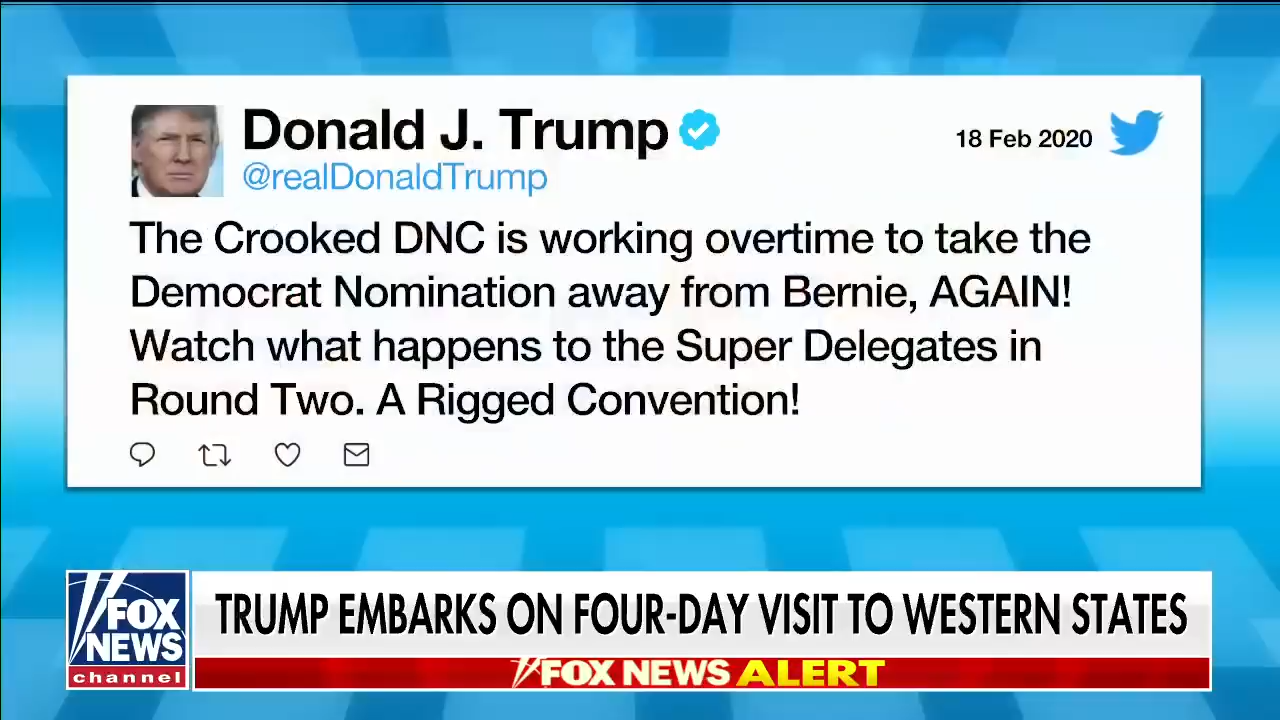 Donald J. Trump
18 Feb 2020
@realDonaldTrump
The Crooked DNC is working overtime to take the
Democrat Nomination away from Bernie, AGAIN!
Watch what happens to the Super Delegates in
Round Two. A Rigged Convention!
FOX
NEWS
channel
TRUMP EMBARKS ON FOUR-DAY VISIT TO WESTERN STATES
FOX NEWS ALERT